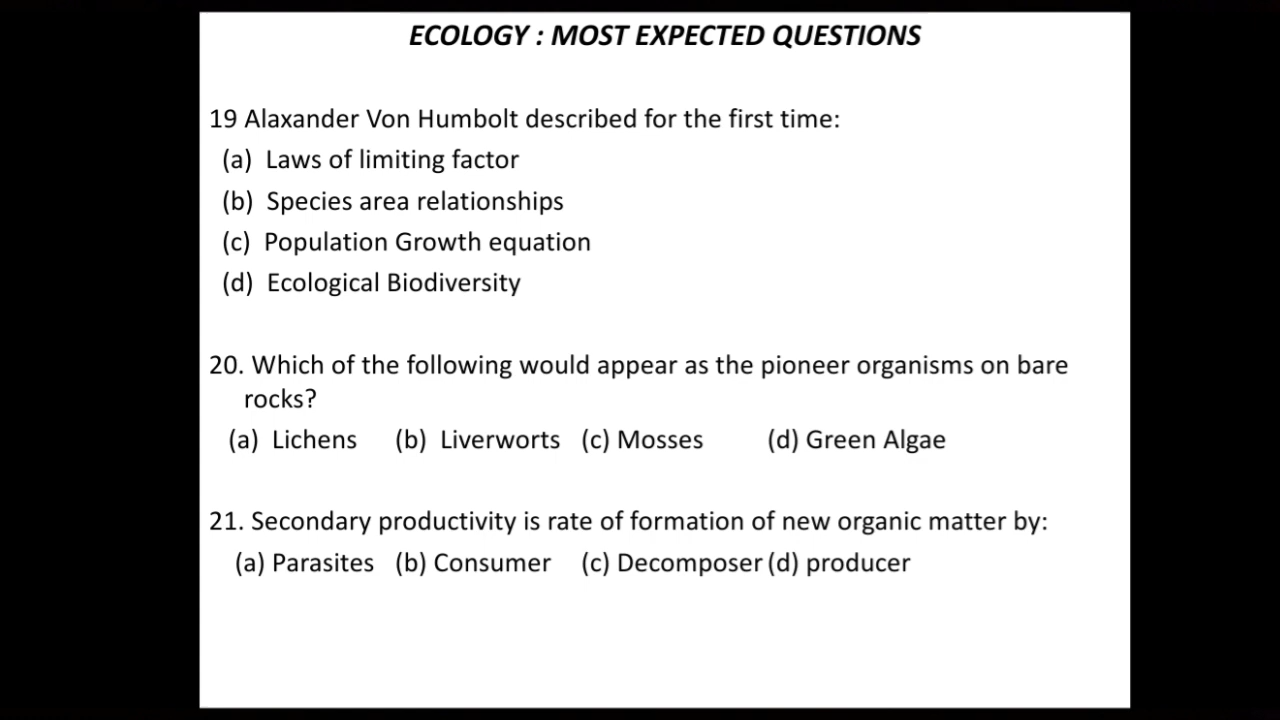 ECOLOGY : MOST EXPECTED QUESTIONS
19 Alaxander Von Humbolt described for the first time:
(a) Laws of limiting factor
(b) Species area relationships
(c) Population Growth equation
(d) Ecological Biodiversity
20. Which of the following would appear as the pioneer organisms on bare
rocks?
(a) Lichens (b) Liverworts (c) Mosses (d) Green Algae
21. Secondary productivity is rate of formation of new organic matter by:
(a) Parasites (b) Consumer (c) Decomposer (d) producer